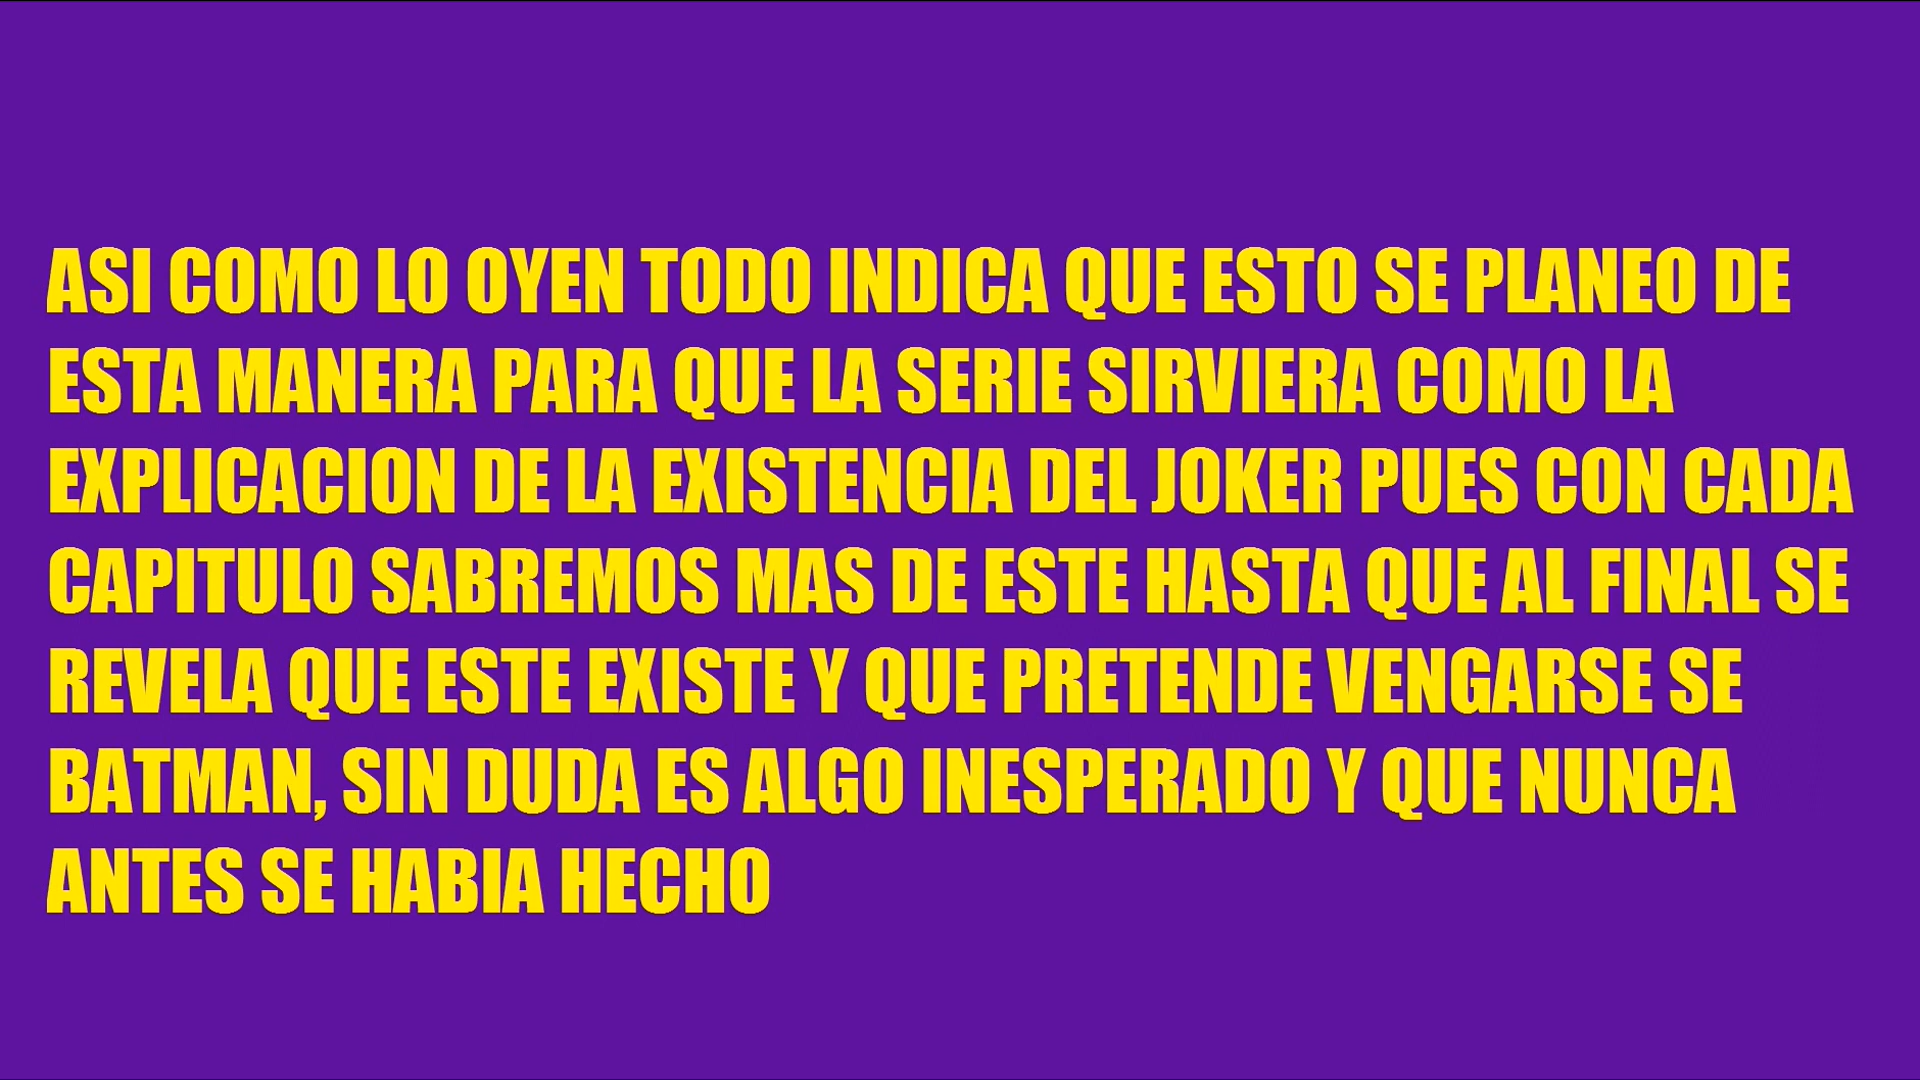 ASI COMO LO OYEN TODO INDICA QUE ESTO SE PLANEO DE
ESTA MANERA PARA QUE LA SERIE SIRVIERA COMO LA
EXPLICACION DE LA EXISTENCIA DEL JOKER PUES CON CADA
CAPITULO SABREMOS MAS DE ESTE HASTA QUE AL FINAL SE
REVELA QUE ESTE EXISTE Y QUE PRETENDE VENGARSE SE
BATMAN, SIN DUDA ES ALGO INESPERADO Y QUE NUNCA
ANTES SE HABIA HECHO